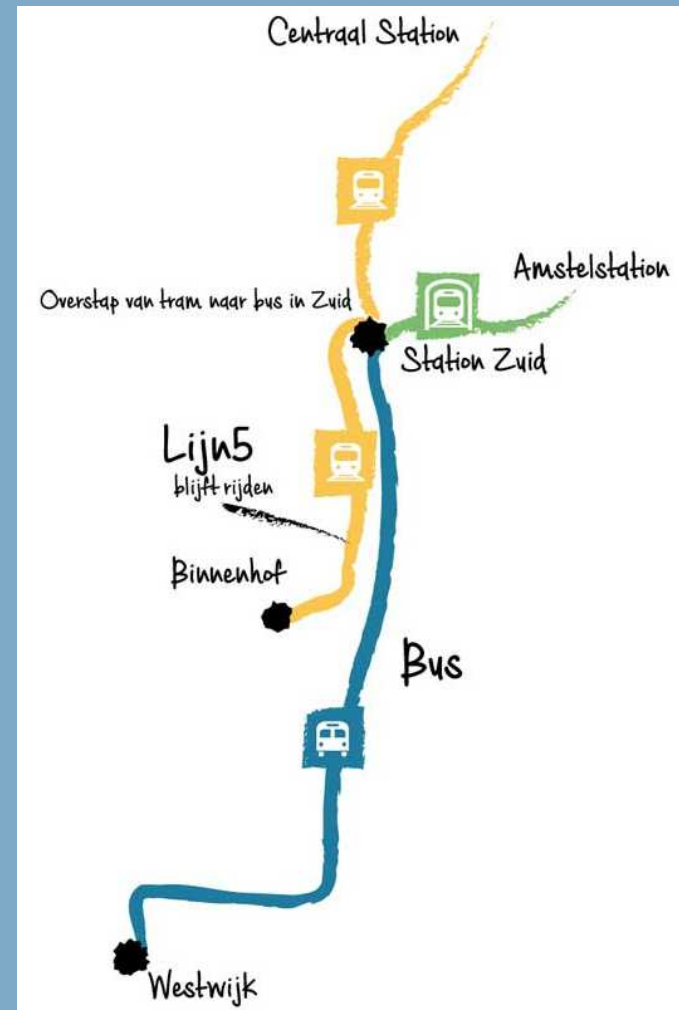 Centraal Station
Amstelstation
Overstap van tram naar bus in Zuid
Station Zuid
Lijn5
blijft rijden
Binnenhof
Bus
Westwijk